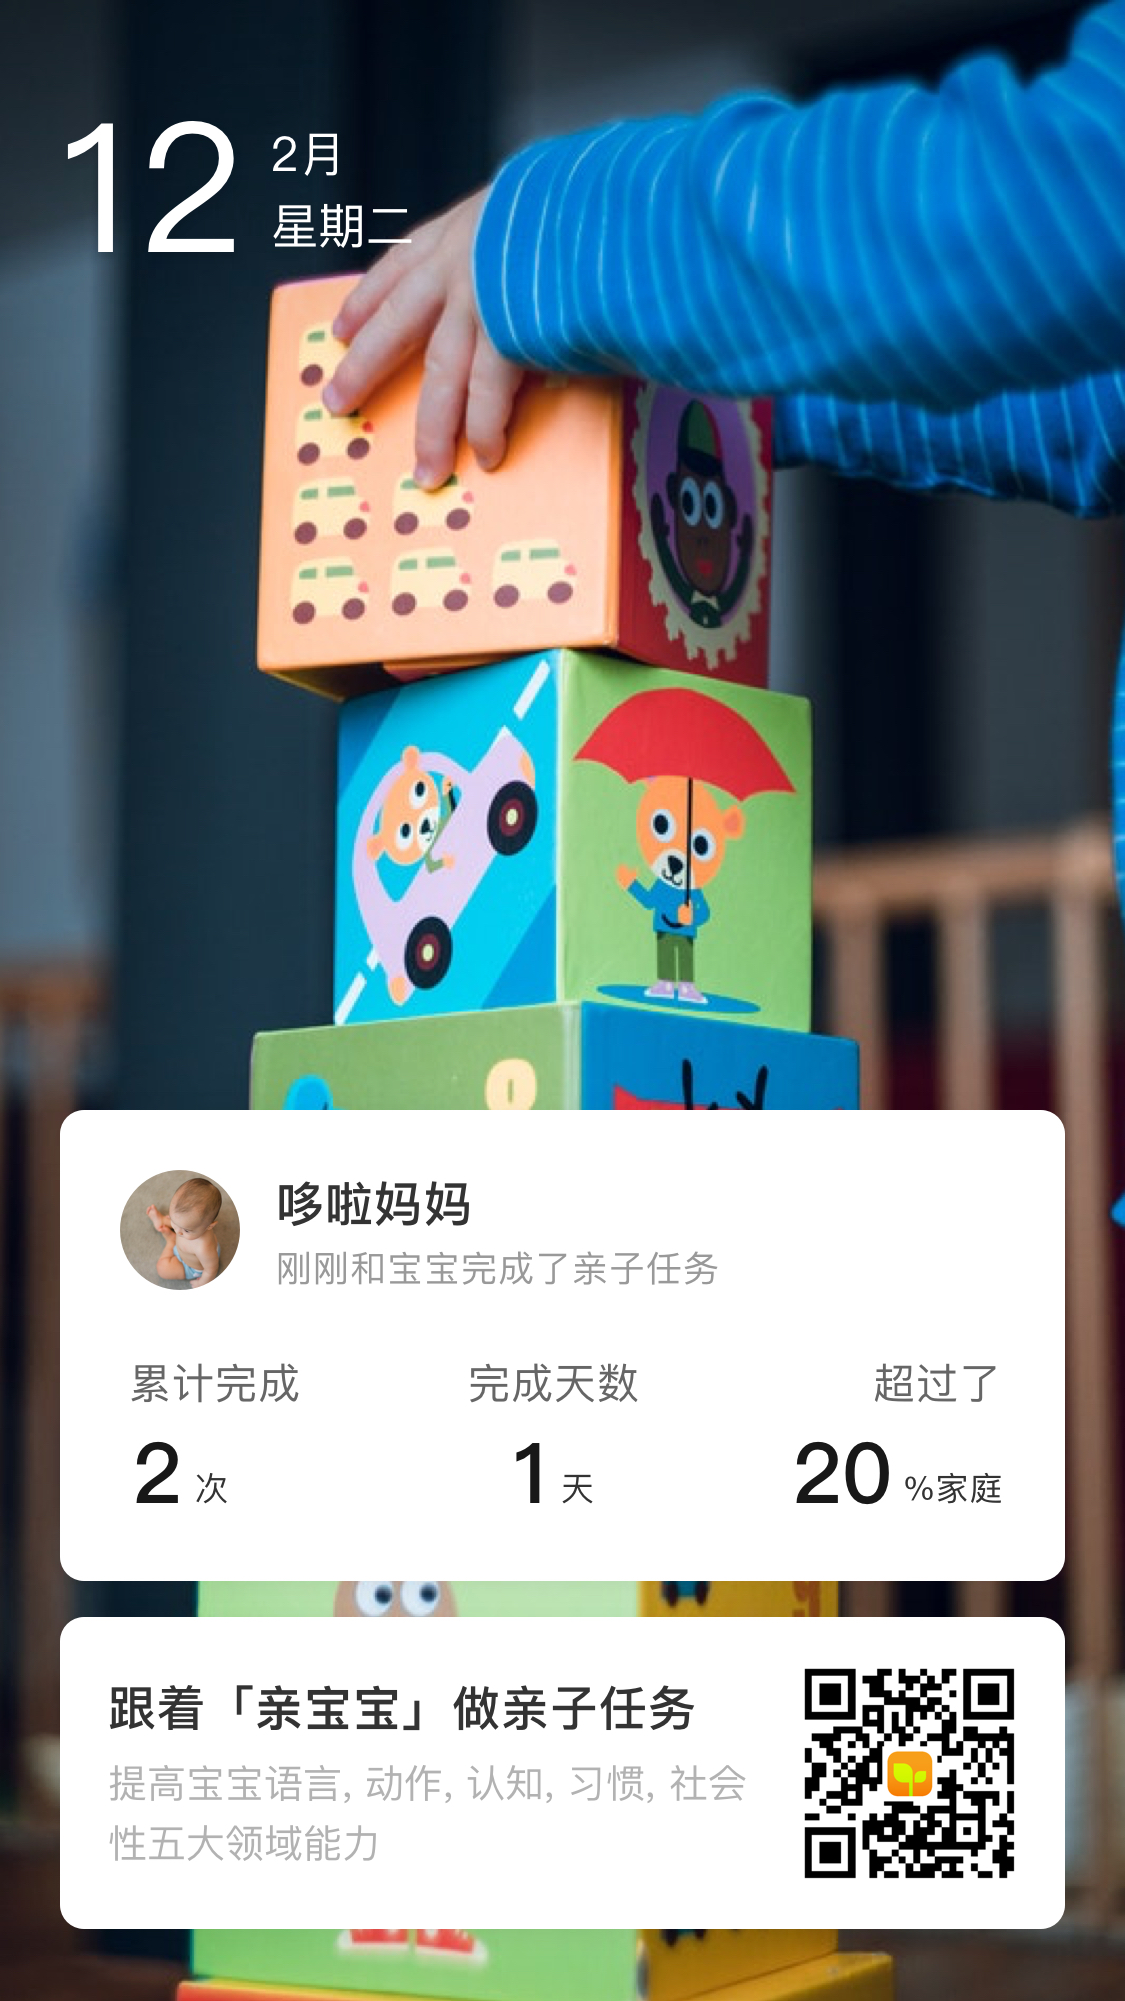 12
2月
星期二
哆啦妈妈
刚刚和宝宝完成了亲子任务
累计完成 完成天数 超过了
2 次 1 天 20 %家庭
跟着「亲宝宝」做亲子任务
提高宝宝语言, 动作, 认知, 习惯, 社会
性五大领域能力